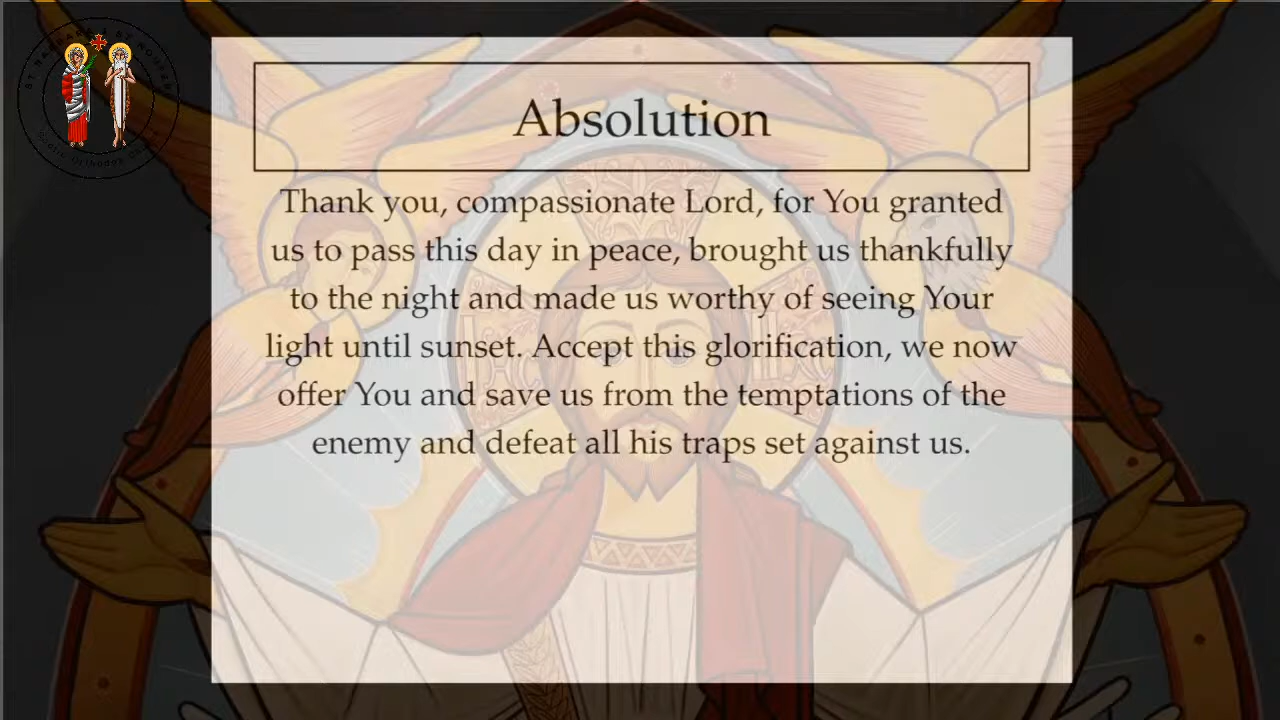 Absolution
Thank you, compassionate Lord, for You granted
us to pass this day in peace, brought us thankfully
to the night and made us worthy of seeing Your
light until sunset. Accept this glorification, we now
offer You and save us from the temptations of the
enemy and defeat all his traps set against us.